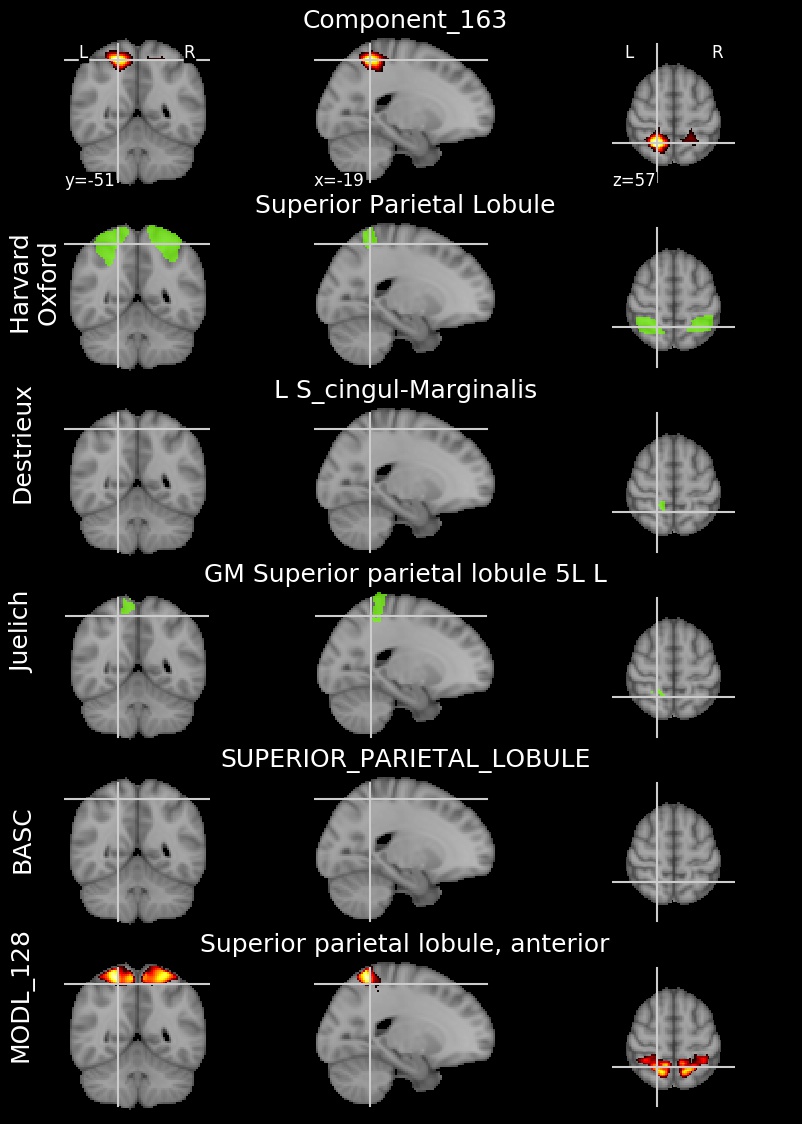 Component_163
L R L R
y=-51 x=-19 z=57
Superior Parietal Lobule
Harvard
Oxford
L S_cingul-Marginalis
Destrieux
GM Superior parietal lobule 5L L
Juelich
SUPERIOR_PARIETAL_LOBULE
BASC
Superior parietal lobule, anterior
MODL_128